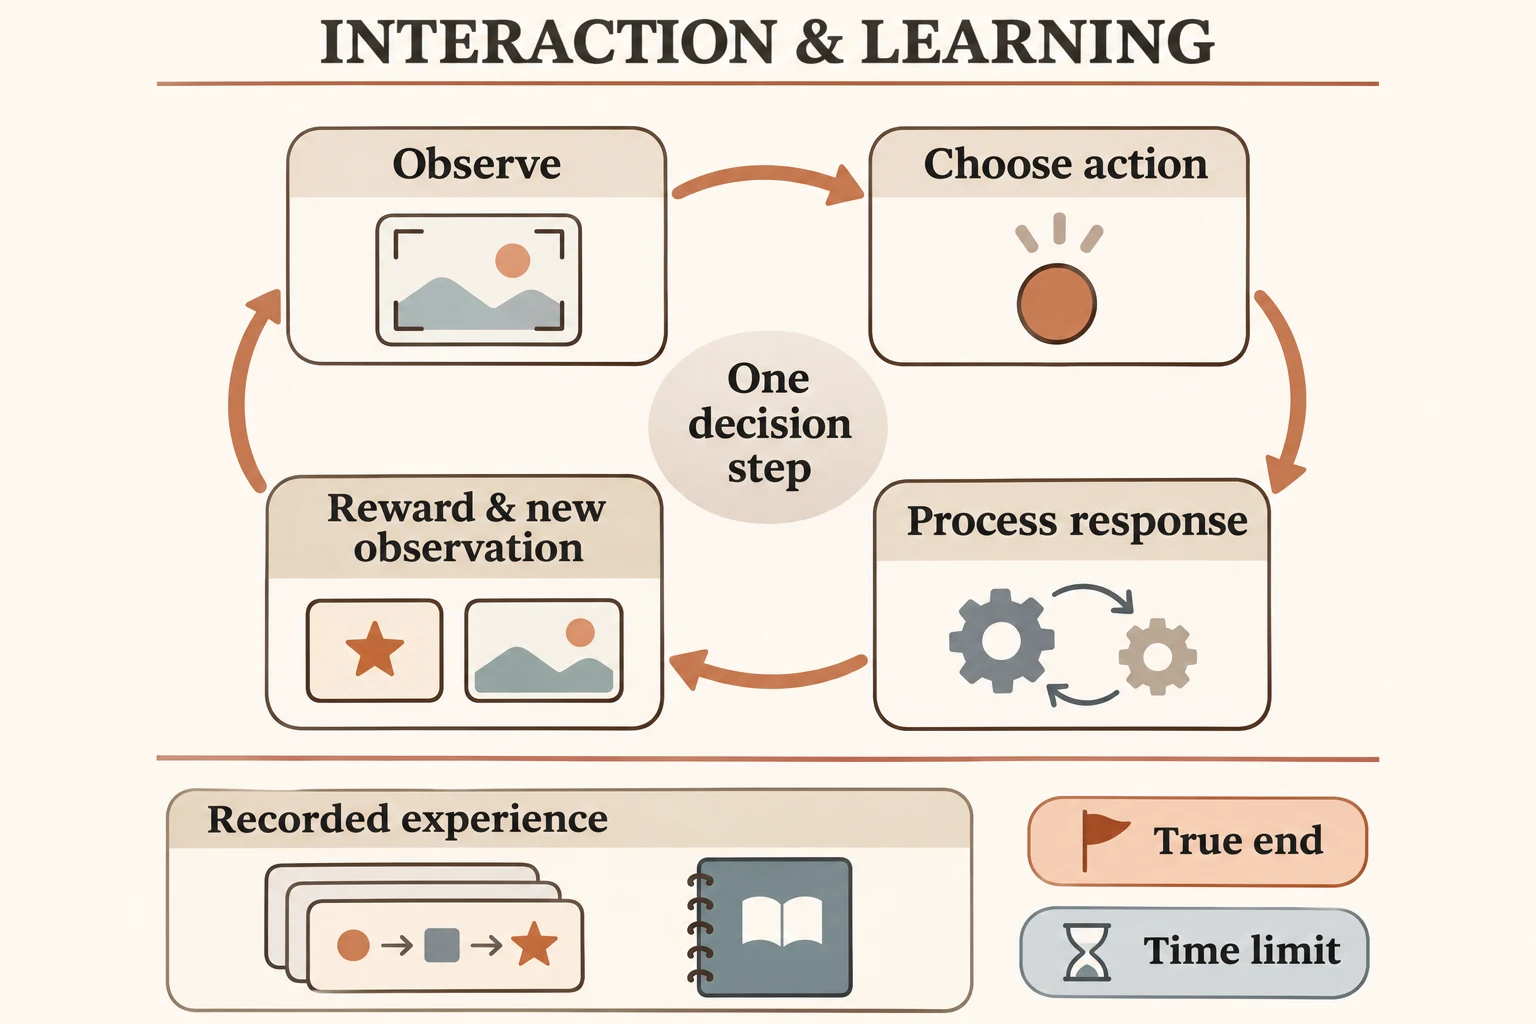 INTERACTION & LEARNING
Observe
Choose action
One
decision
step
Reward & new
observation
Process response
Recorded experience
True end
Time limit